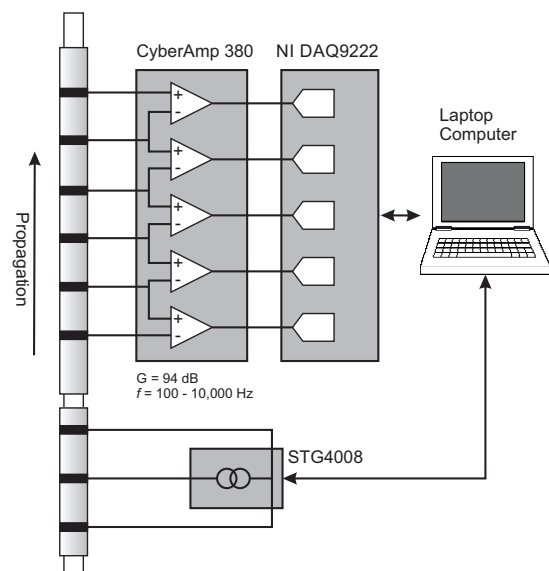 CyberAmp 380
NI DAQ9222
Laptop
Computer
+
-
+
-
+
-
+
-
+
-
Propagation
G = 94 dB
f = 100 - 10,000 Hz
STG4008